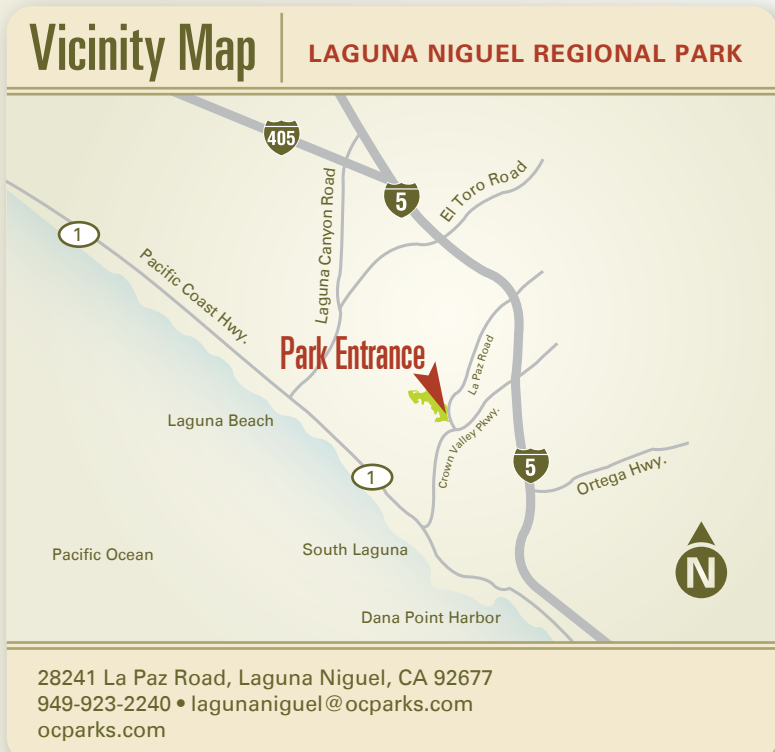 Vicinity Map
LAGUNA NIGUEL REGIONAL PARK
405
5
El Toro Road
Laguna Canyon Road
1
Pacific Coast Hwy.
Park Entrance
La Paz Road
Laguna Beach
Crown Valley Pkwy.
1
5
Ortega Hwy.
Pacific Ocean
South Laguna
N
Dana Point Harbor
28241 La Paz Road, Laguna Niguel, CA 92677
949-923-2240 • lagunaniguel@ocparks.com
ocparks.com